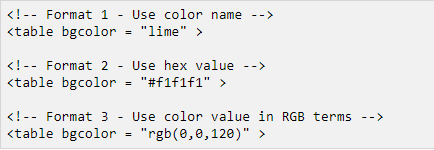 <!-- Format 1 - Use color name -->
<table bgcolor = "lime" >
<!-- Format 2 - Use hex value -->
<table bgcolor = "#f1f1f1" >
<!-- Format 3 - Use color value in RGB terms -->
<table bgcolor = "rgb(0,0,120)" >